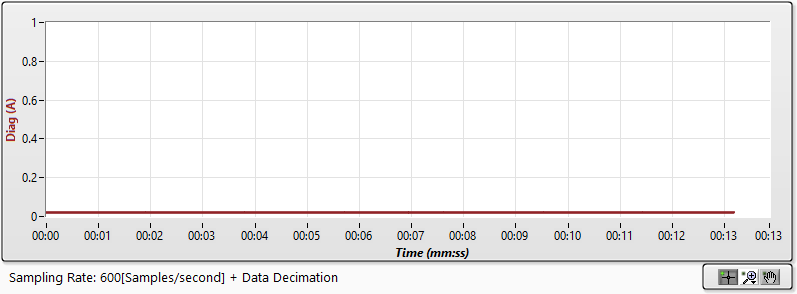 Diag (A)
1
0.8
0.6
0.4
0.2
0
00:00 00:01 00:02 00:03 00:04 00:05 00:06 00:07 00:08 00:09 00:10 00:11 00:12 00:13 00:13
Time (mm:ss)
Sampling Rate: 600[Samples/second] + Data Decimation